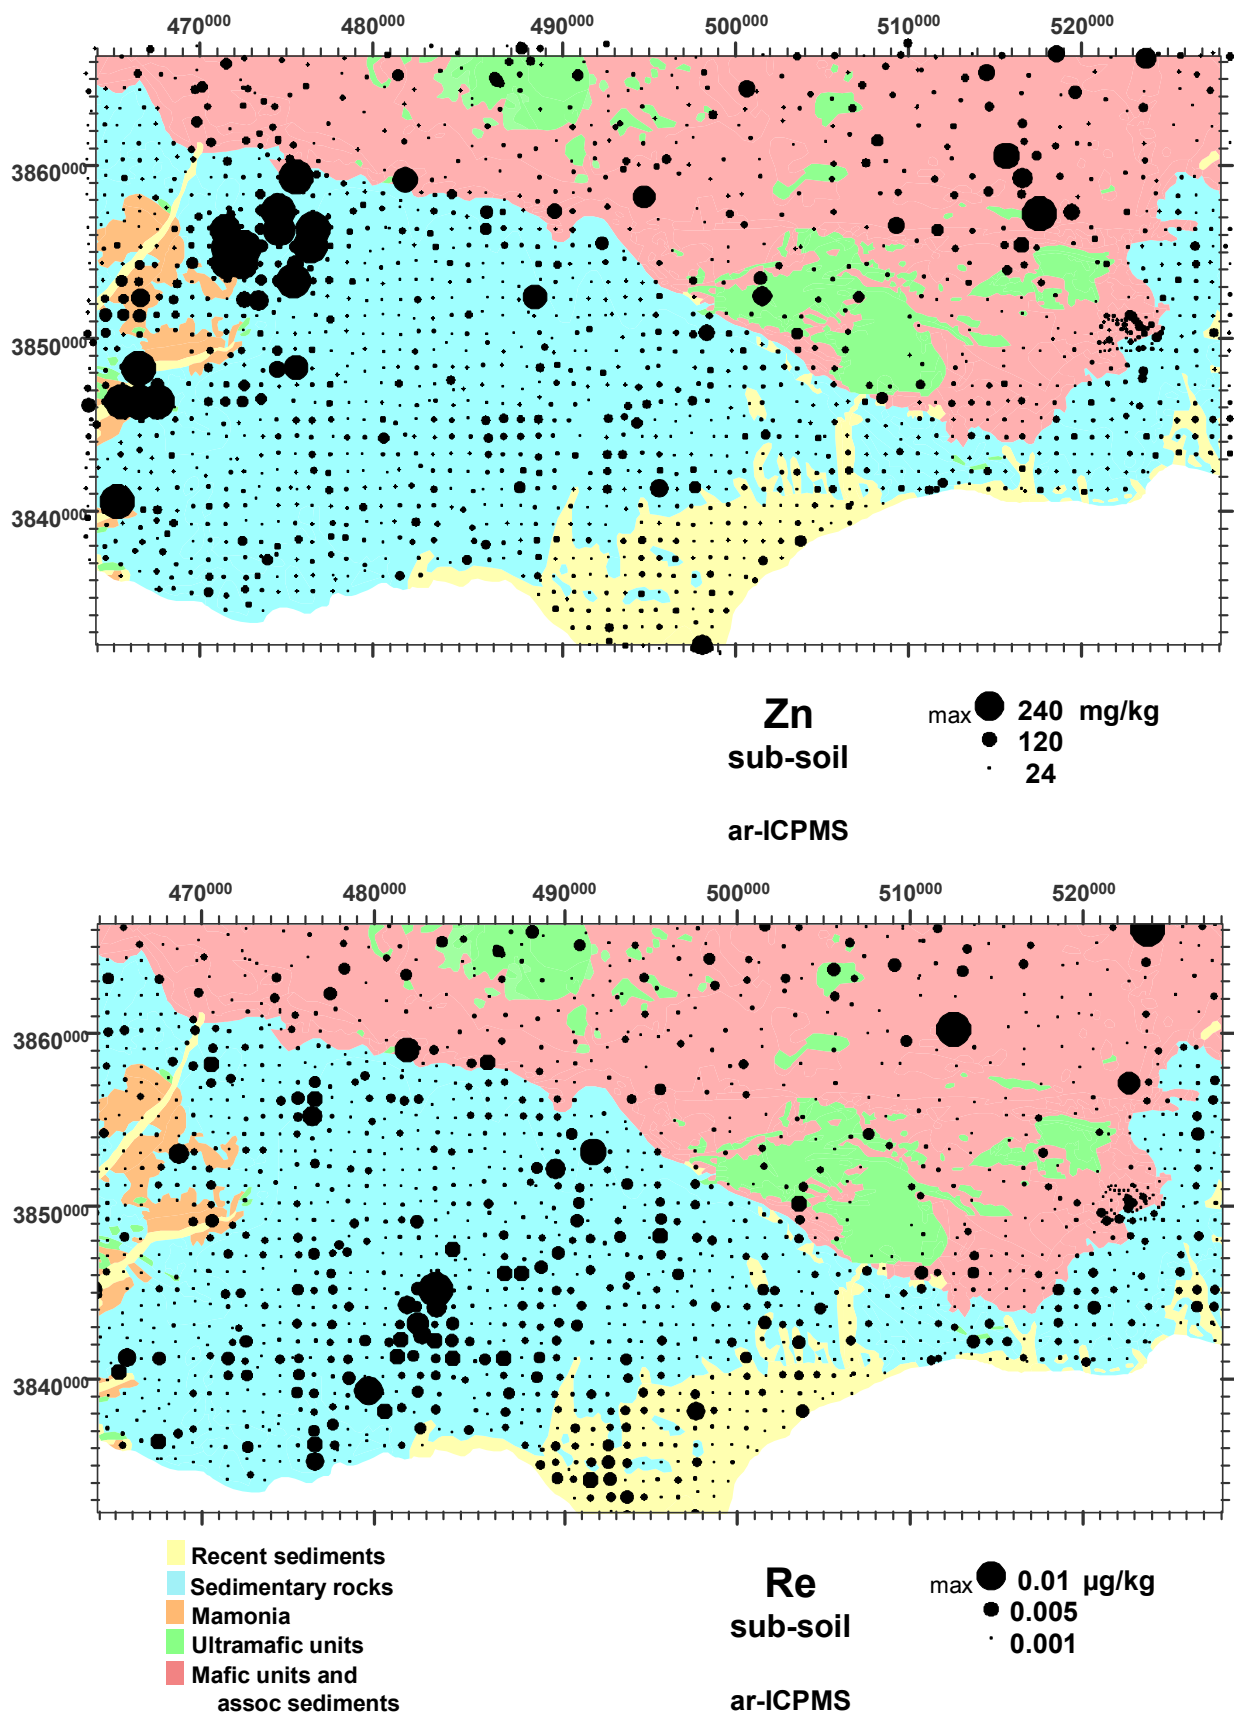 470000 480000 490000 500000 510000 520000
3860000
3850000
3840000
Zn
sub-soil
ar-ICPMS
max 240 mg/kg
120
24
470000 480000 490000 500000 510000 520000
3860000
3850000
3840000
Recent sediments
Sedimentary rocks
Mamonia
Ultramafic units
Mafic units and
assoc sediments
Re
sub-soil
ar-ICPMS
max 0.01 µg/kg
0.005
0.001